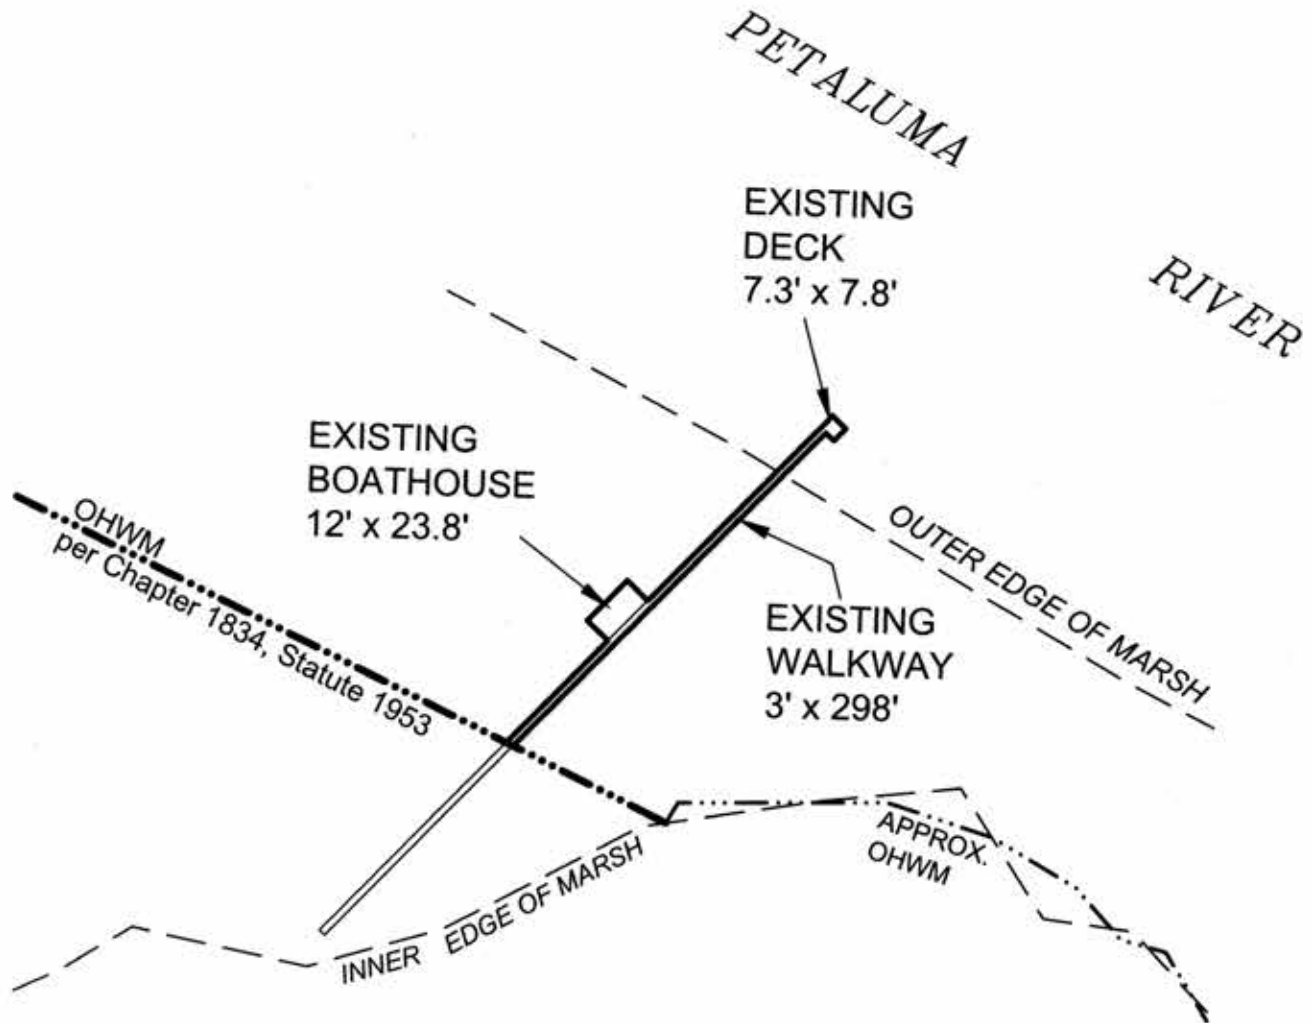 PETALUMA
RIVER
EXISTING
DECK
7.3' x 7.8'
EXISTING
BOATHOUSE
12' x 23.8'
OHWM
per Chapter 1834, Statute 1953
OUTER EDGE OF MARSH
EXISTING
WALKWAY
3' x 298'
APPROX.
OHWM
INNER EDGE OF MARSH